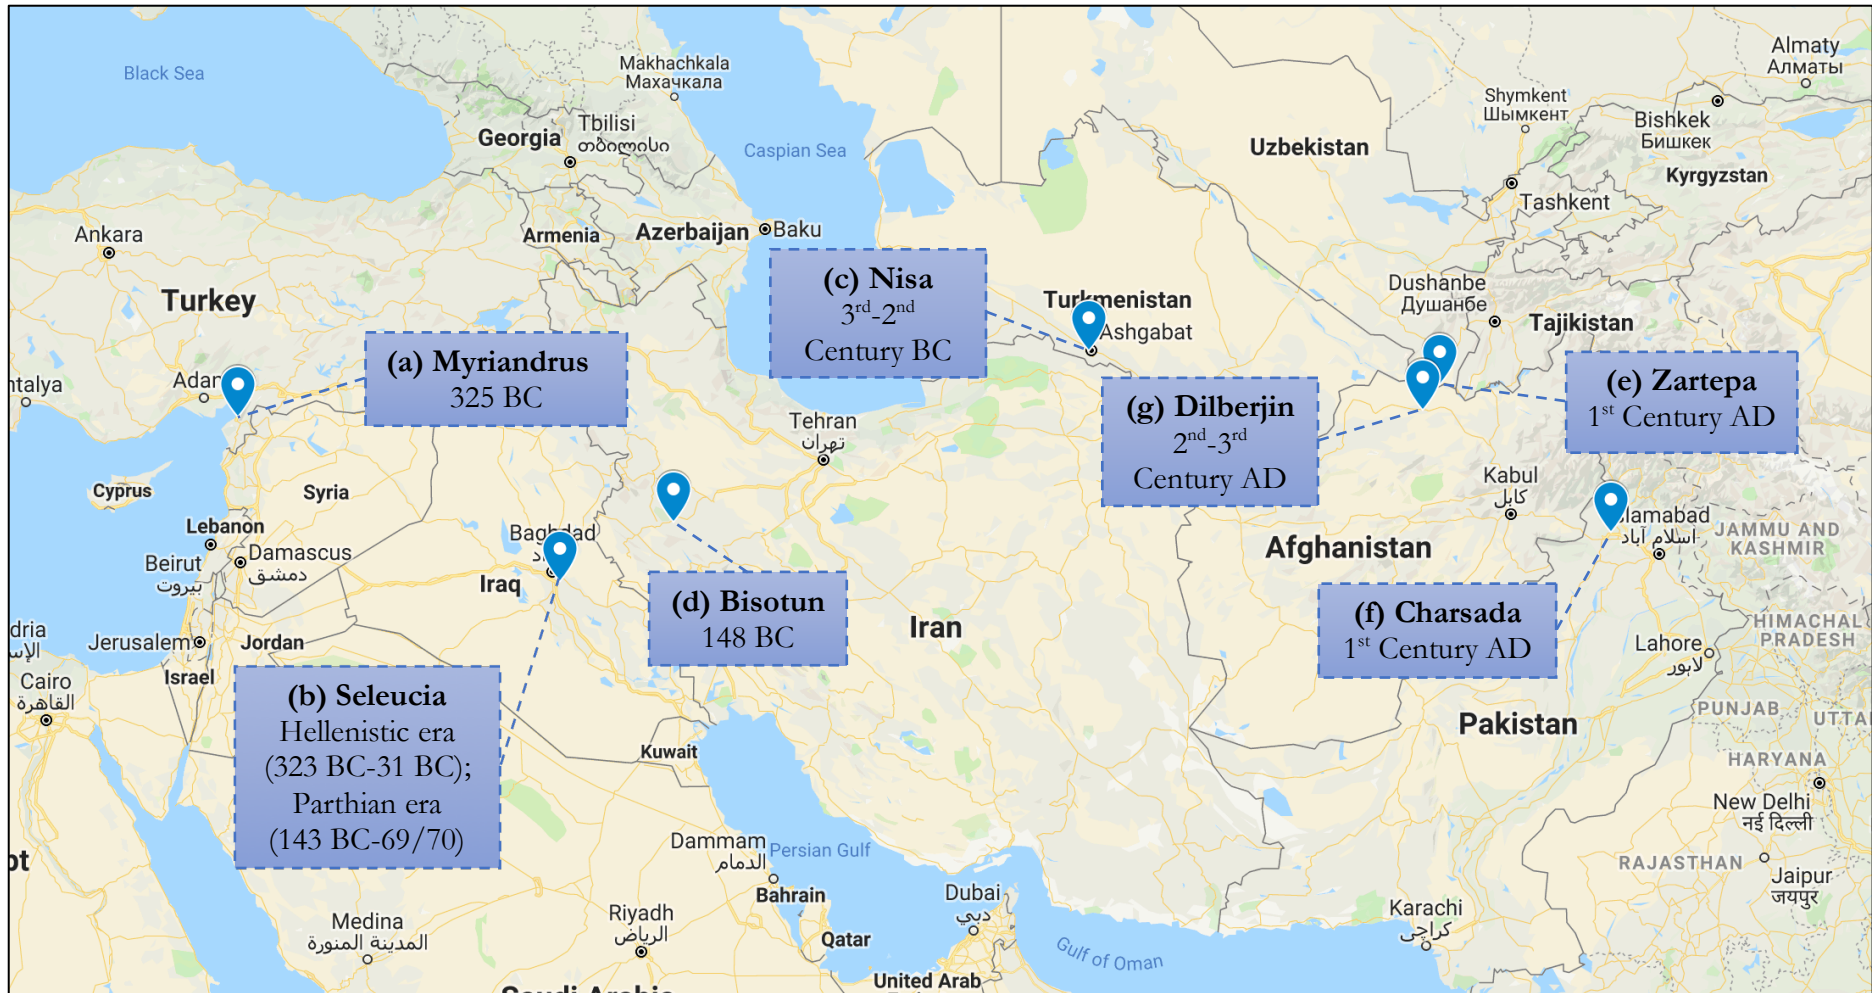 Black Sea
Makhachkala
Махачкала
Almaty
Алматы
Shymkent
Шымкент
Georgia
Tbilisi
თბილისი
Caspian Sea
Uzbekistan
Bishkek
Бишкек
Kyrgyzstan
Tashkent
Ankara
Armenia
Azerbaijan
Baku
Turkey
(c) Nisa
3rd-2nd
Century BC
Turkmenistan
Ashgabat
Dushanbe
Душанбе
Tajikistan
(a) Myriandrus
325 BC
ntalya
Adan
(g) Dilberjin
2nd-3rd
Century AD
(e) Zartepa
1st Century AD
Tehran
تهران
Cyprus
Syria
Kabul
کابل
Lebanon
Beirut
بيروت
Damascus
دمشق
Baghdad
Iraq
Afghanistan
slamabad
اسلام آباد
JAMMU AND
KASHMIR
(d) Bisotun
148 BC
Iran
(f) Charsada
1st Century AD
HIMACHAL
PRADESH
dria
الإس
Jerusalem
Jordan
Israel
Lahore
لاہور
Cairo
القاهرة
(b) Seleucia
Hellenistic era
(323 BC-31 BC);
Parthian era
(143 BC-69/70)
Kuwait
Pakistan
PUNJAB
UTTA
HARYANA
New Delhi
नई दिल्ली
Dammam
الدمام
Persian Gulf
Bahrain
Dubai
دبي
RAJASTHAN
Jaipur
जयपुर
pt
Medina
المدينة المنورة
Riyadh
الرياض
Qatar
Karachi
کراچی
Gulf of Oman
United Arab
Saudi Arabia